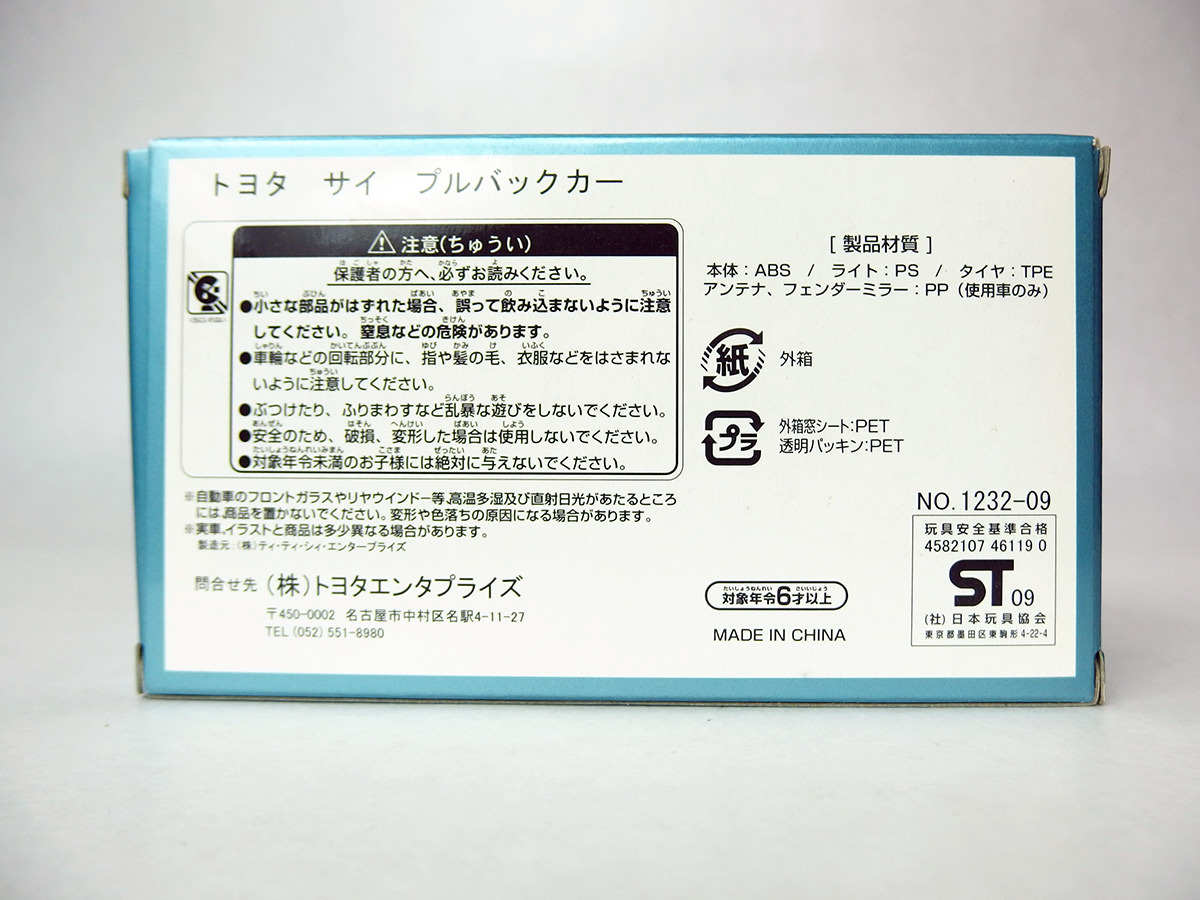 トヨタ サイ プルバックカー
注意(ちゅうい)
保護者の方へ、必ずお読みください。
●小さな部品がはずれた場合、誤って飲み込まないように注意
してください。窒息などの危険があります。
●車輪などの回転部分に、指や髪の毛、衣服などをはさまれな
いように注意してください。
●ぶつけたり、ふりまわすなど乱暴な遊びをしないでください。
●安全のため、破損、変形した場合は使用しないでください。
●対象年令未満のお子様には絶対に与えないでください。
※自動車のフロントガラスやリヤウインドー等、高温多湿及び直射日光があたるところ
には、商品を置かないでください。変形や色落ちの原因になる場合があります。
※実車、イラストと商品は多少異なる場合があります。
製造元:(株)ティ・ティ・シィ・エンタープライズ
問合せ先 (株)トヨタエンタプライズ
〒450-0002 名古屋市中村区名駅4-11-27
TEL (052) 551-8980
[ 製品材質 ]
本体:ABS / ライト:PS / タイヤ:TPE
アンテナ、フェンダーミラー:PP(使用車のみ)
紙 外箱
プラ
外箱窓シート:PET
透明パッキン:PET
対象年令6才以上
MADE IN CHINA
NO. 1232-09
玩具安全基準合格
4582107 46119 0
ST 09
(社)日本玩具協会
東京都墨田区東駒形 4-22-4